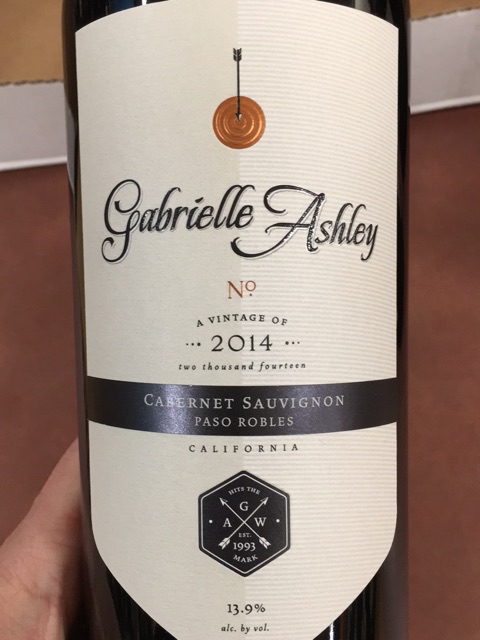 Gabrielle Ashley
Nº
A VINTAGE OF
2014
two thousand fourteen
CABERNET SAUVIGNON
PASO ROBLES
CALIFORNIA
HITS THE
G
A W
EST.
1993
MARK
13.9%
alc. by vol.